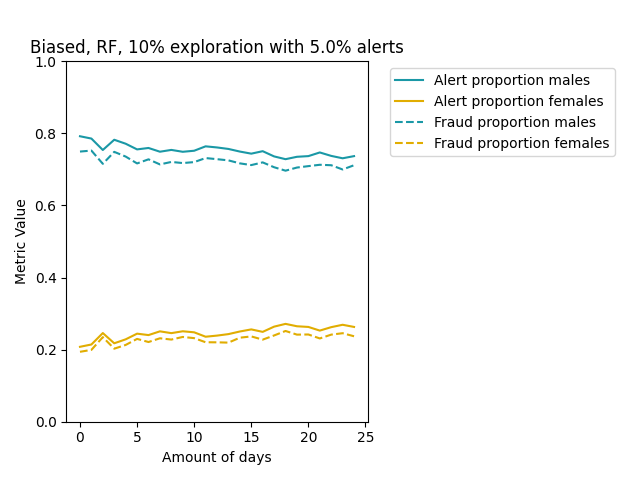 Biased, RF, 10% exploration with 5.0% alerts
Alert proportion males
Alert proportion females
Fraud proportion males
Fraud proportion females
Metric Value
1.0
0.8
0.6
0.4
0.2
0.0
0 5 10 15 20 25
Amount of days